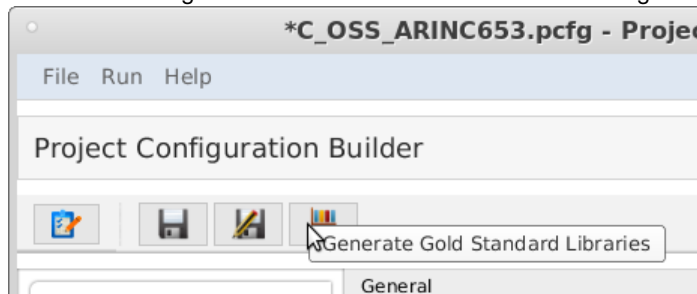 *C_OSS_ARINC653.pcfg - Projec
File Run Help
Project Configuration Builder
Generate Gold Standard Libraries
General